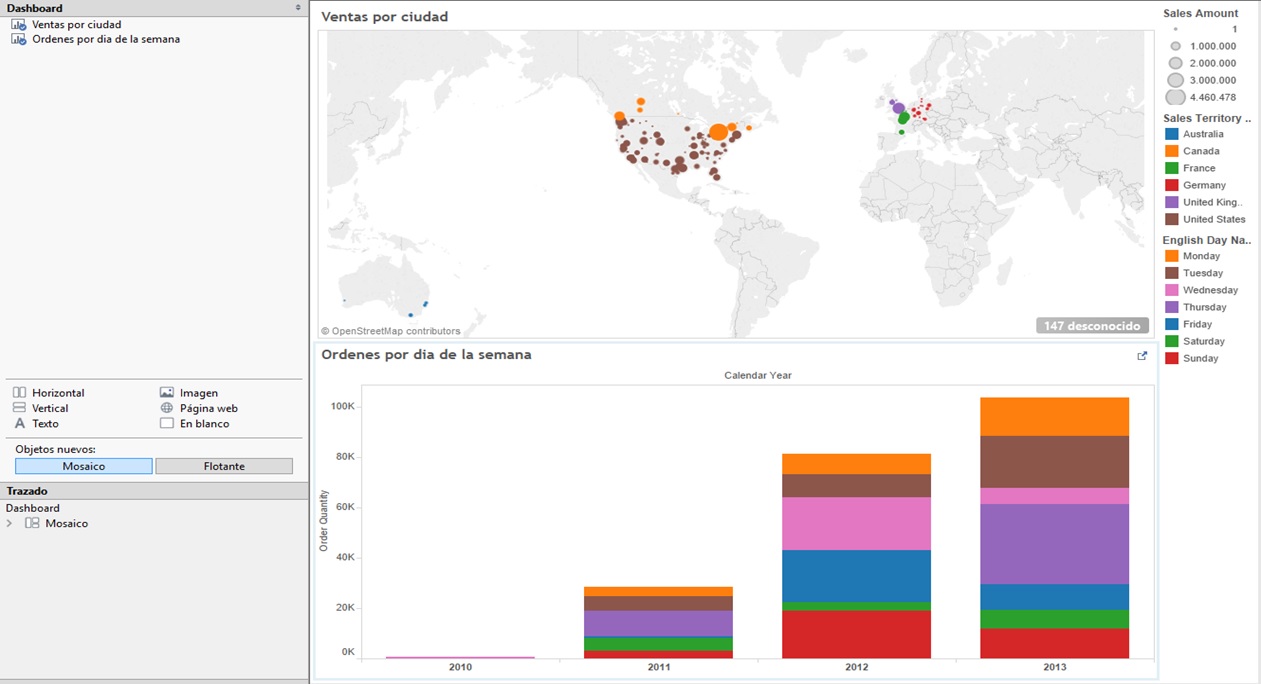 Dashboard
Ventas por ciudad
Ordenes por dia de la semana
Horizontal
Imagen
Vertical
Página web
Texto
En blanco
Objetos nuevos:
Mosaico
Flotante
Trazado
Dashboard
Mosaico
Ventas por ciudad
© OpenStreetMap contributors
147 desconocido
Ordenes por dia de la semana
Calendar Year
Order Quantity
100K
80K
60K
40K
20K
0K
2010
2011
2012
2013
Sales Amount
1
1.000.000
2.000.000
3.000.000
4.460.478
Sales Territory ..
Australia
Canada
France
Germany
United King..
United States
English Day Na..
Monday
Tuesday
Wednesday
Thursday
Friday
Saturday
Sunday